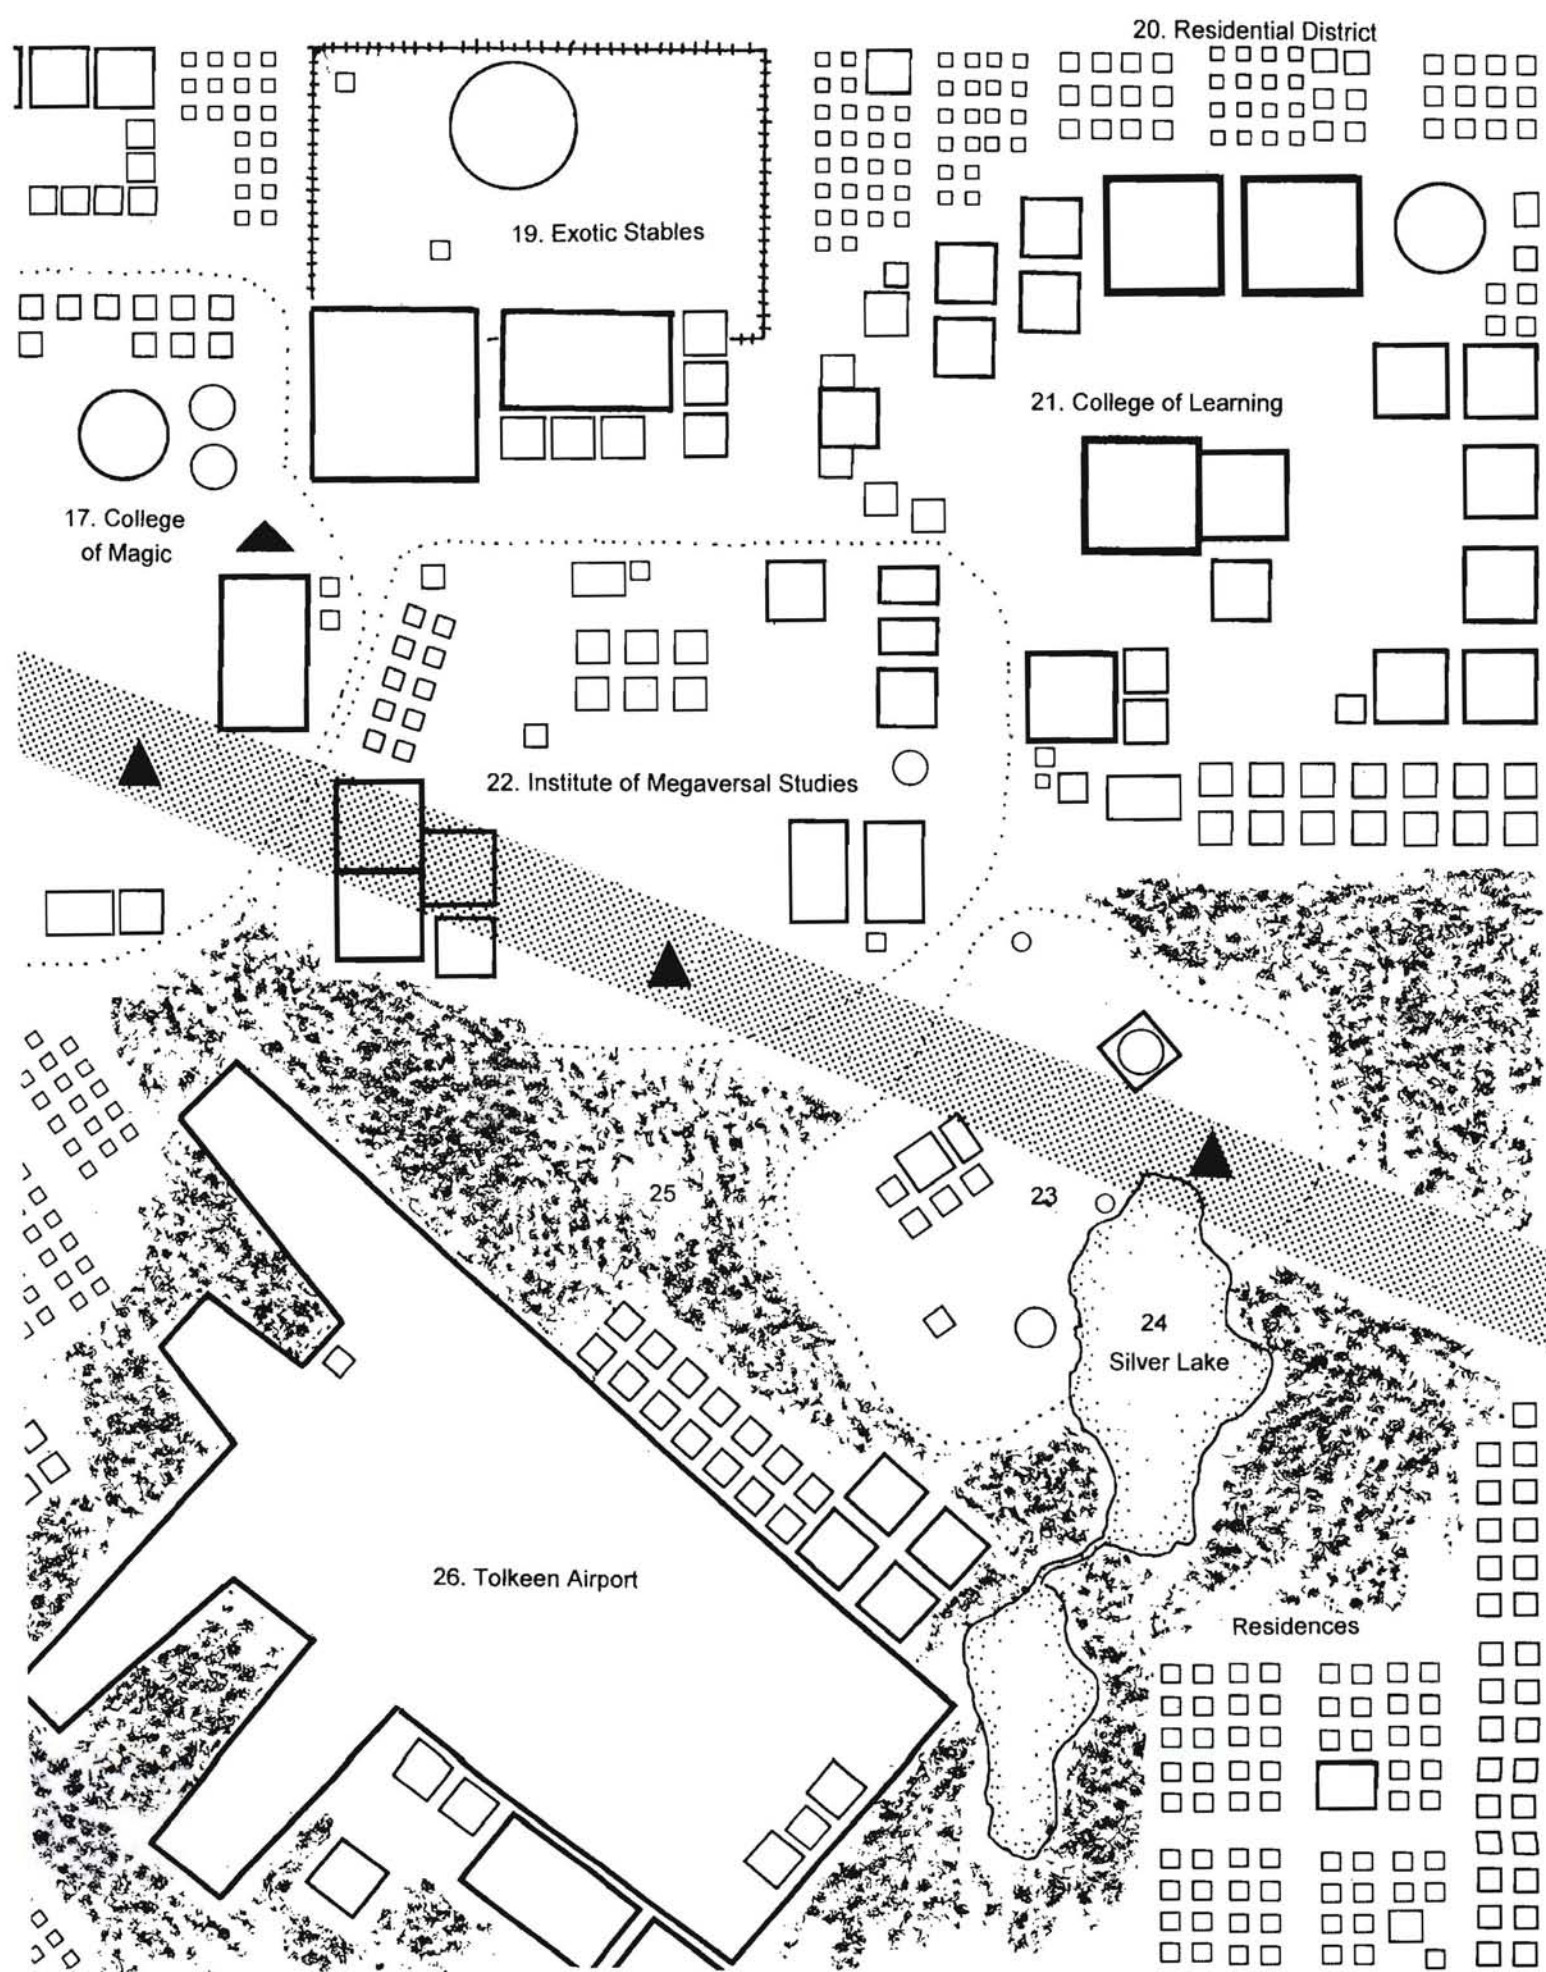 20. Residential District
19. Exotic Stables
21. College of Learning
17. College
of Magic
22. Institute of Megaversal Studies
25
23
24
Silver Lake
26. Tolkeen Airport
Residences